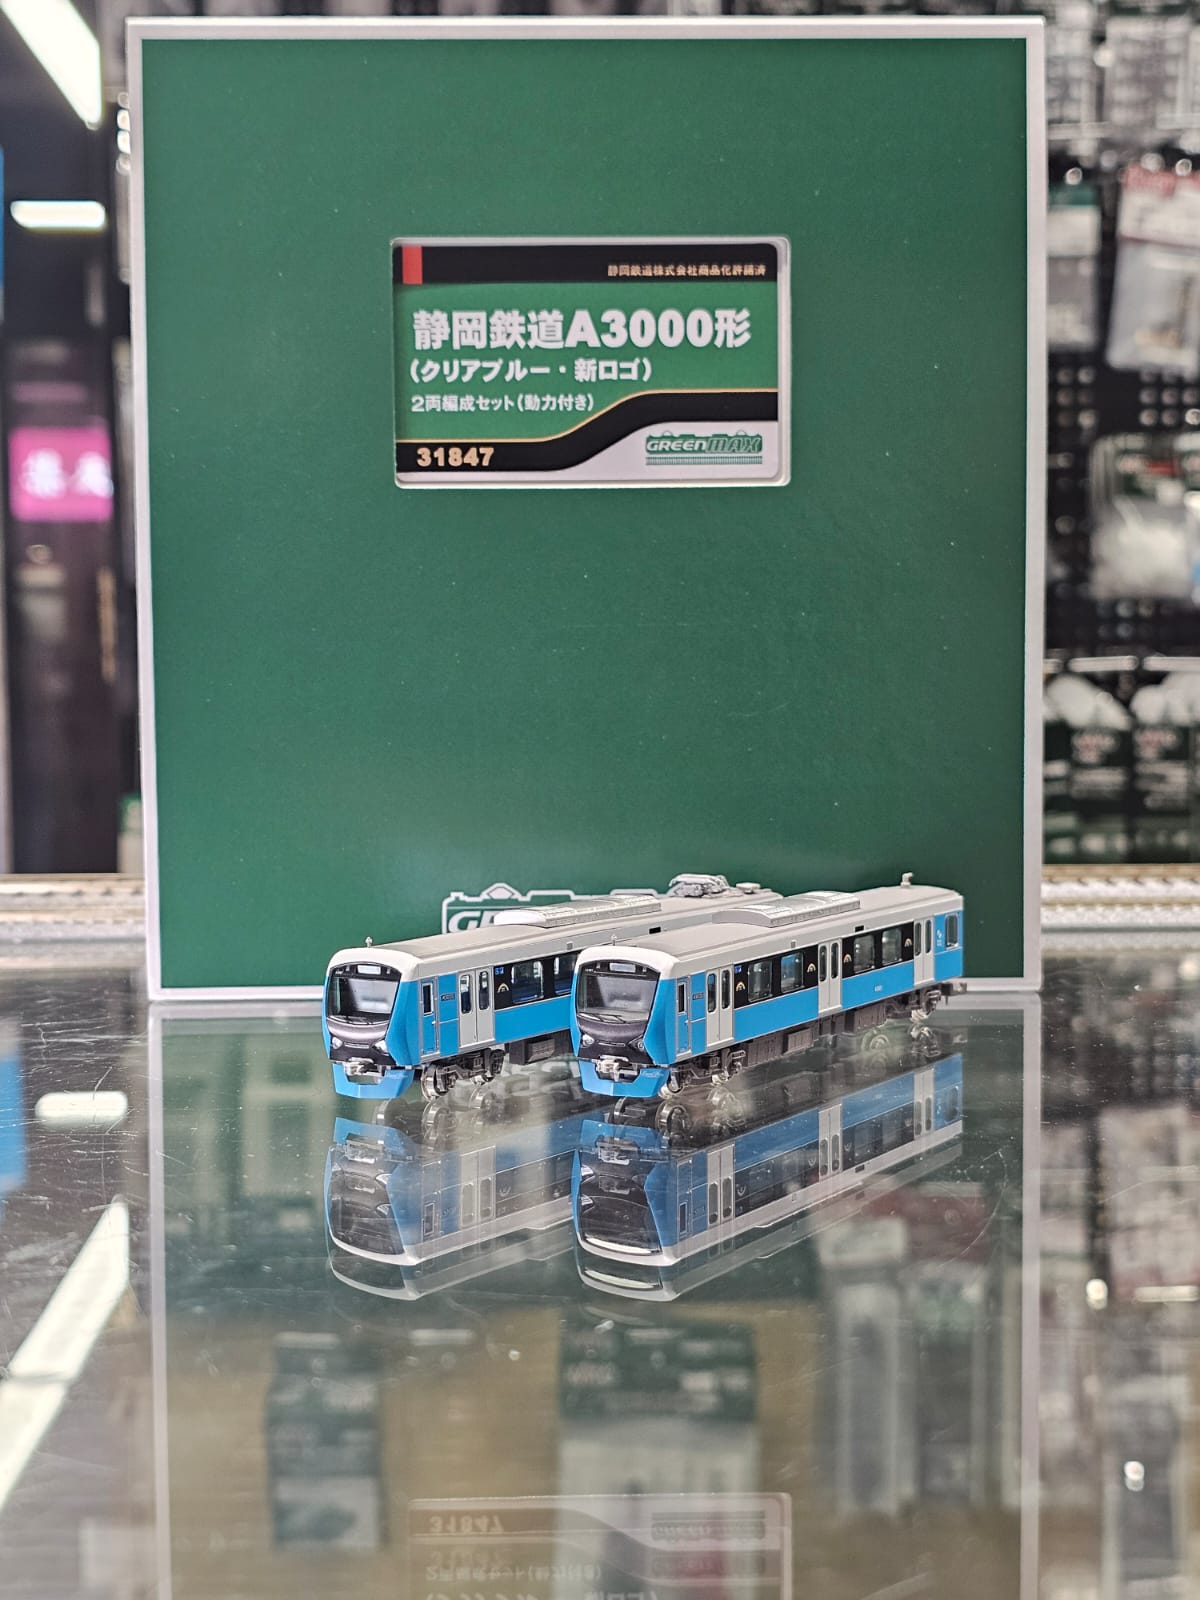 静岡鉄道株式会社商品化許諾済
静岡鉄道A3000形
(クリアブルー・新ロゴ)
2両編成セット(動力付き)
31847
GREENMAX